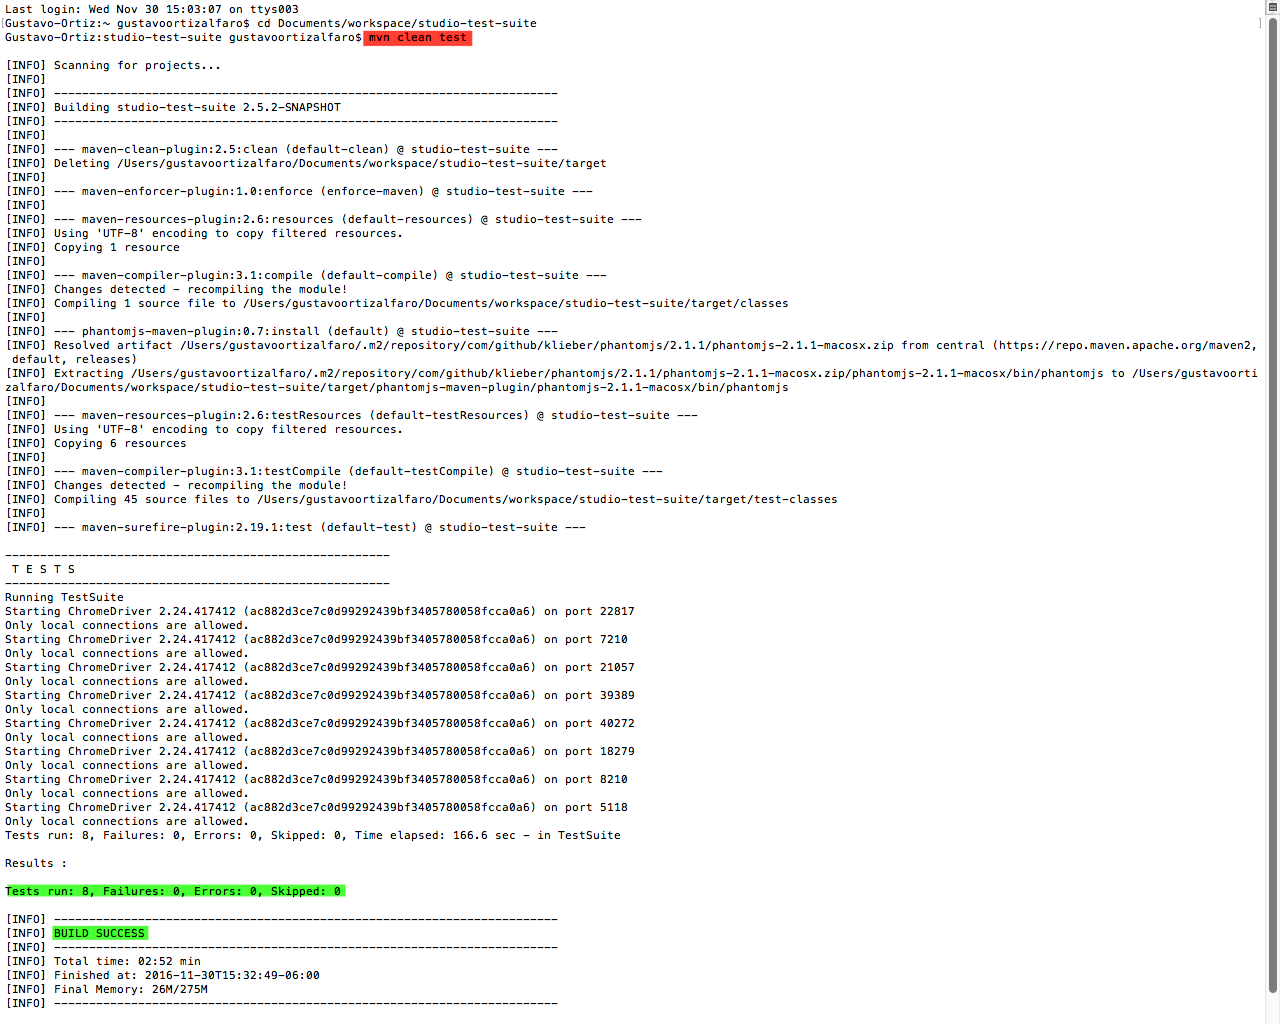 Last login: Wed Nov 30 15:03:07 on ttys003
[Gustavo-Ortiz:~ gustavoortizalfaro$ cd Documents/workspace/studio-test-suite ]
Gustavo-Ortiz:studio-test-suite gustavoortizalfaro$ mvn clean test
[INFO] Scanning for projects...
[INFO]
[INFO] ------------------------------------------------------------------------
[INFO] Building studio-test-suite 2.5.2-SNAPSHOT
[INFO] ------------------------------------------------------------------------
[INFO]
[INFO] --- maven-clean-plugin:2.5:clean (default-clean) @ studio-test-suite ---
[INFO] Deleting /Users/gustavoortizalfaro/Documents/workspace/studio-test-suite/target
[INFO]
[INFO] --- maven-enforcer-plugin:1.0:enforce (enforce-maven) @ studio-test-suite ---
[INFO]
[INFO] --- maven-resources-plugin:2.6:resources (default-resources) @ studio-test-suite ---
[INFO] Using 'UTF-8' encoding to copy filtered resources.
[INFO] Copying 1 resource
[INFO]
[INFO] --- maven-compiler-plugin:3.1:compile (default-compile) @ studio-test-suite ---
[INFO] Changes detected - recompiling the module!
[INFO] Compiling 1 source file to /Users/gustavoortizalfaro/Documents/workspace/studio-test-suite/target/classes
[INFO]
[INFO] --- phantomjs-maven-plugin:0.7:install (default) @ studio-test-suite ---
[INFO] Resolved artifact /Users/gustavoortizalfaro/.m2/repository/com/github/klieber/phantomjs/2.1.1/phantomjs-2.1.1-macosx.zip from central (https://repo.maven.apache.org/maven2,
default, releases)
[INFO] Extracting /Users/gustavoortizalfaro/.m2/repository/com/github/klieber/phantomjs/2.1.1/phantomjs-2.1.1-macosx.zip/phantomjs-2.1.1-macosx/bin/phantomjs to /Users/gustavoorti
zalfaro/Documents/workspace/studio-test-suite/target/phantomjs-maven-plugin/phantomjs-2.1.1-macosx/bin/phantomjs
[INFO]
[INFO] --- maven-resources-plugin:2.6:testResources (default-testResources) @ studio-test-suite ---
[INFO] Using 'UTF-8' encoding to copy filtered resources.
[INFO] Copying 6 resources
[INFO]
[INFO] --- maven-compiler-plugin:3.1:testCompile (default-testCompile) @ studio-test-suite ---
[INFO] Changes detected - recompiling the module!
[INFO] Compiling 45 source files to /Users/gustavoortizalfaro/Documents/workspace/studio-test-suite/target/test-classes
[INFO]
[INFO] --- maven-surefire-plugin:2.19.1:test (default-test) @ studio-test-suite ---
-------------------------------------------------------
T E S T S
-------------------------------------------------------
Running TestSuite
Starting ChromeDriver 2.24.417412 (ac882d3ce7c0d99292439bf3405780058fcca0a6) on port 22817
Only local connections are allowed.
Starting ChromeDriver 2.24.417412 (ac882d3ce7c0d99292439bf3405780058fcca0a6) on port 7210
Only local connections are allowed.
Starting ChromeDriver 2.24.417412 (ac882d3ce7c0d99292439bf3405780058fcca0a6) on port 21057
Only local connections are allowed.
Starting ChromeDriver 2.24.417412 (ac882d3ce7c0d99292439bf3405780058fcca0a6) on port 39389
Only local connections are allowed.
Starting ChromeDriver 2.24.417412 (ac882d3ce7c0d99292439bf3405780058fcca0a6) on port 40272
Only local connections are allowed.
Starting ChromeDriver 2.24.417412 (ac882d3ce7c0d99292439bf3405780058fcca0a6) on port 18279
Only local connections are allowed.
Starting ChromeDriver 2.24.417412 (ac882d3ce7c0d99292439bf3405780058fcca0a6) on port 8210
Only local connections are allowed.
Starting ChromeDriver 2.24.417412 (ac882d3ce7c0d99292439bf3405780058fcca0a6) on port 5118
Only local connections are allowed.
Tests run: 8, Failures: 0, Errors: 0, Skipped: 0, Time elapsed: 166.6 sec - in TestSuite
Results :
Tests run: 8, Failures: 0, Errors: 0, Skipped: 0
[INFO] ------------------------------------------------------------------------
[INFO] BUILD SUCCESS
[INFO] ------------------------------------------------------------------------
[INFO] Total time: 02:52 min
[INFO] Finished at: 2016-11-30T15:32:49-06:00
[INFO] Final Memory: 26M/275M
[INFO] ------------------------------------------------------------------------